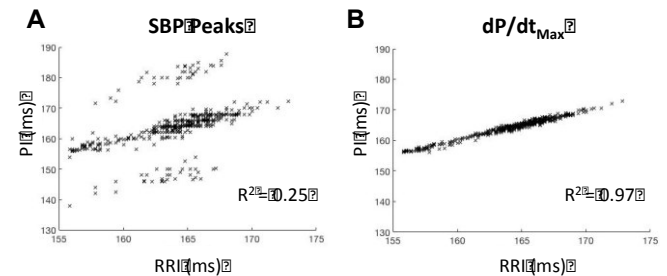 A SBP Peaks
B dP/dtMax
190
180
170
160
150
140
130
PI (ms)
155 160 165 170 175
RRI (ms)
R² = 0.25
190
180
170
160
150
140
130
PI (ms)
155 160 165 170 175
RRI (ms)
R² = 0.97